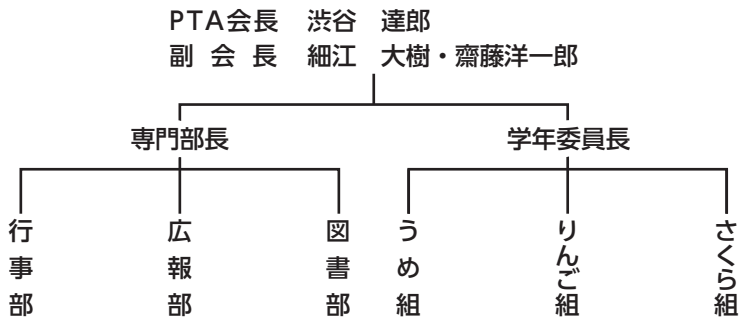 PTA会長 渋谷 達郎
副会長 細江 大樹・齋藤洋一郎
専門部長
学年委員長
行事部
広報部
図書部
うめ組
りんご組
さくら組